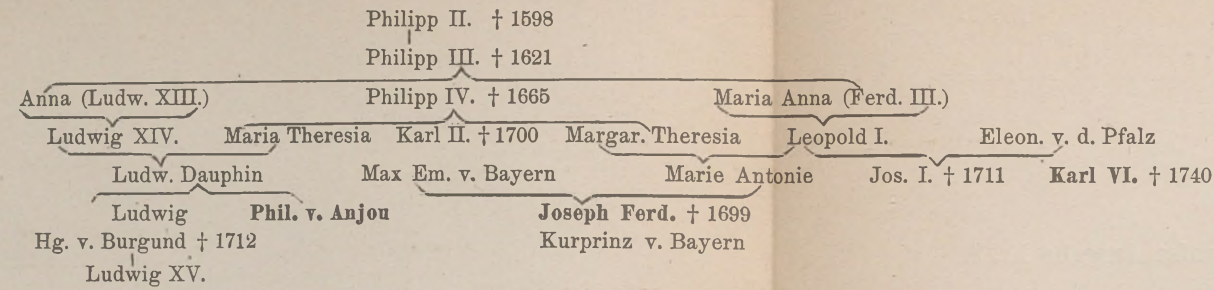 Philipp II. † 1598
Philipp III. † 1621
Anna (Ludw. XIII.) Philipp IV. † 1665 Maria Anna (Ferd. III.)
Ludwig XIV. Maria Theresia Karl II. † 1700 Margar. Theresia Leopold I. Eleon. v. d. Pfalz
Ludw. Dauphin Max Em. v. Bayern Marie Antonie Jos. I. † 1711 Karl VI. † 1740
Ludwig Phil. v. Anjou Joseph Ferd. † 1699
Hg. v. Burgund † 1712 Kurprinz v. Bayern
Ludwig XV.